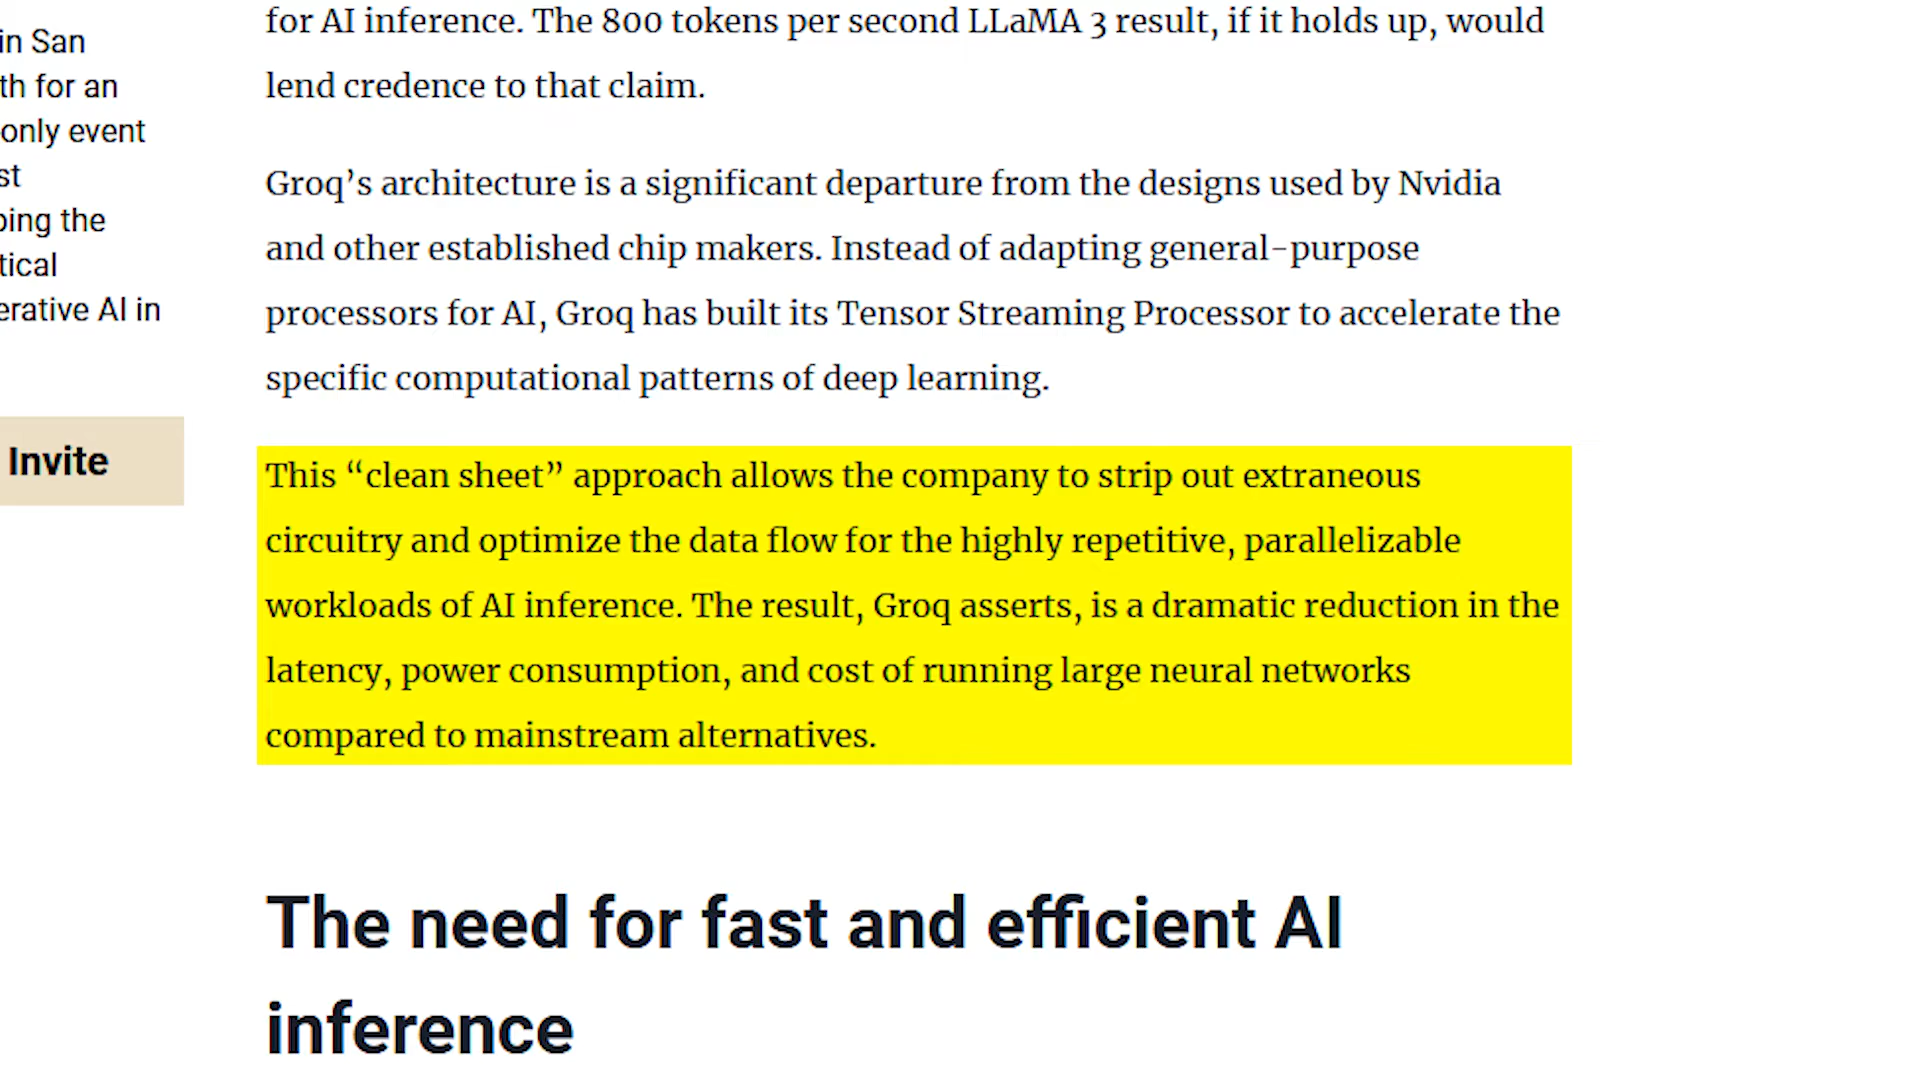 in San
th for an
only event
st
ping the
tical
erative AI in
Invite
for AI inference. The 800 tokens per second LLaMA 3 result, if it holds up, would
lend credence to that claim.
Groq’s architecture is a significant departure from the designs used by Nvidia
and other established chip makers. Instead of adapting general-purpose
processors for AI, Groq has built its Tensor Streaming Processor to accelerate the
specific computational patterns of deep learning.
This “clean sheet” approach allows the company to strip out extraneous
circuitry and optimize the data flow for the highly repetitive, parallelizable
workloads of AI inference. The result, Groq asserts, is a dramatic reduction in the
latency, power consumption, and cost of running large neural networks
compared to mainstream alternatives.
The need for fast and efficient AI
inference